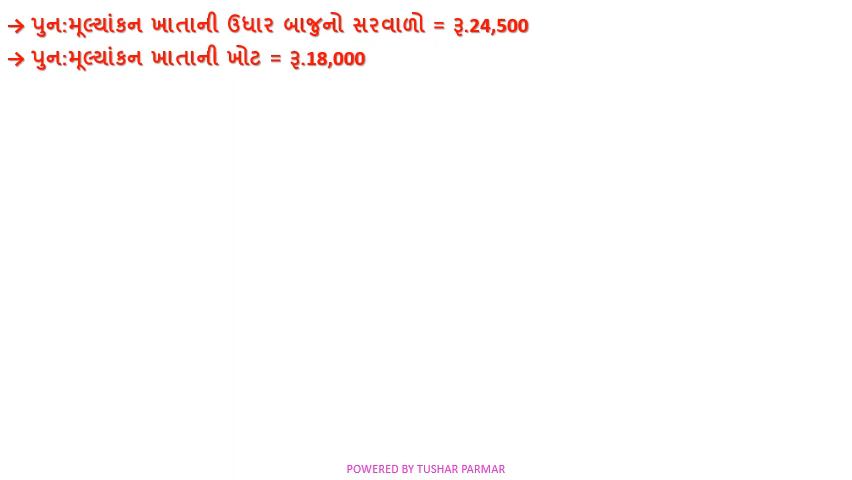 → પુન:મૂલ્યાંકન ખાતાની ઉધાર બાજુનો સરવાળો = રૂ.24,500
→ પુન:મૂલ્યાંકન ખાતાની ખોટ = રૂ.18,000
POWERED BY TUSHAR PARMAR